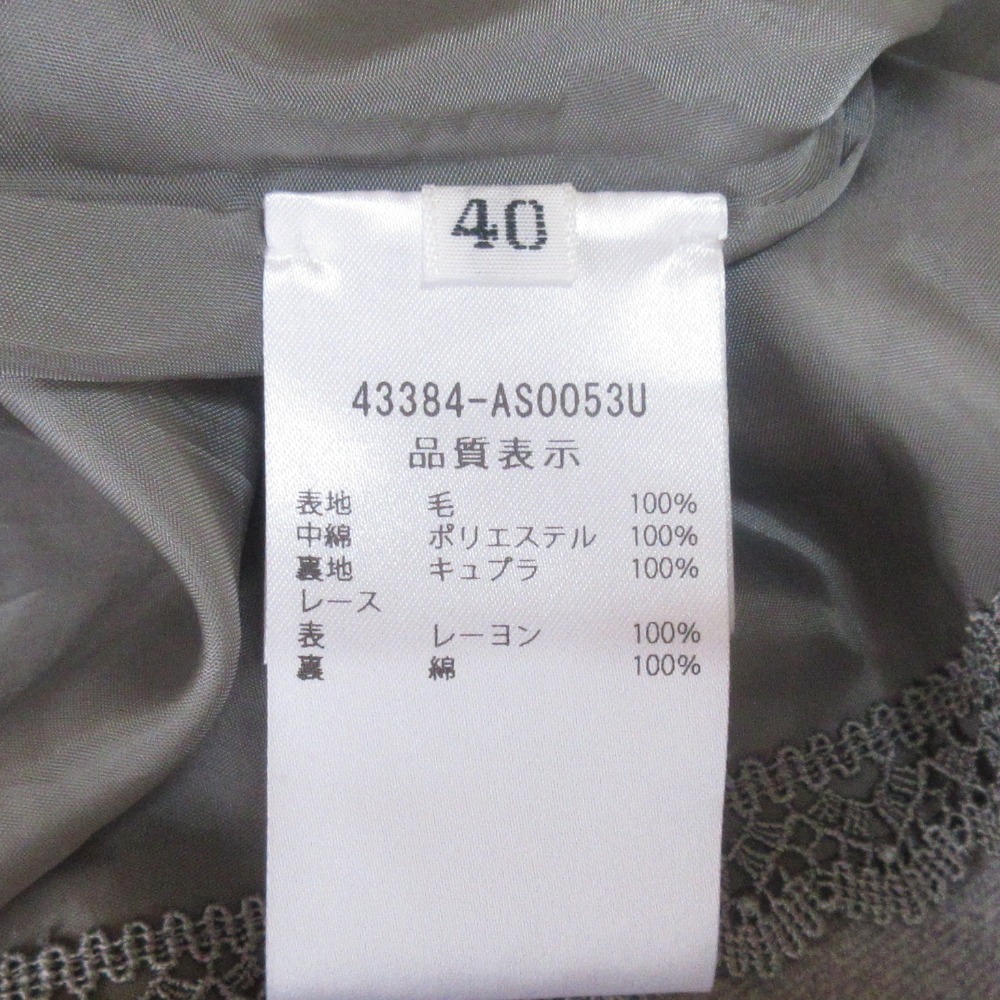 40
43384-AS0053U
品質表示
表地 毛 100%
中綿 ポリエステル 100%
裏地 キュプラ 100%
レース
表 レーヨン 100%
裏 綿 100%